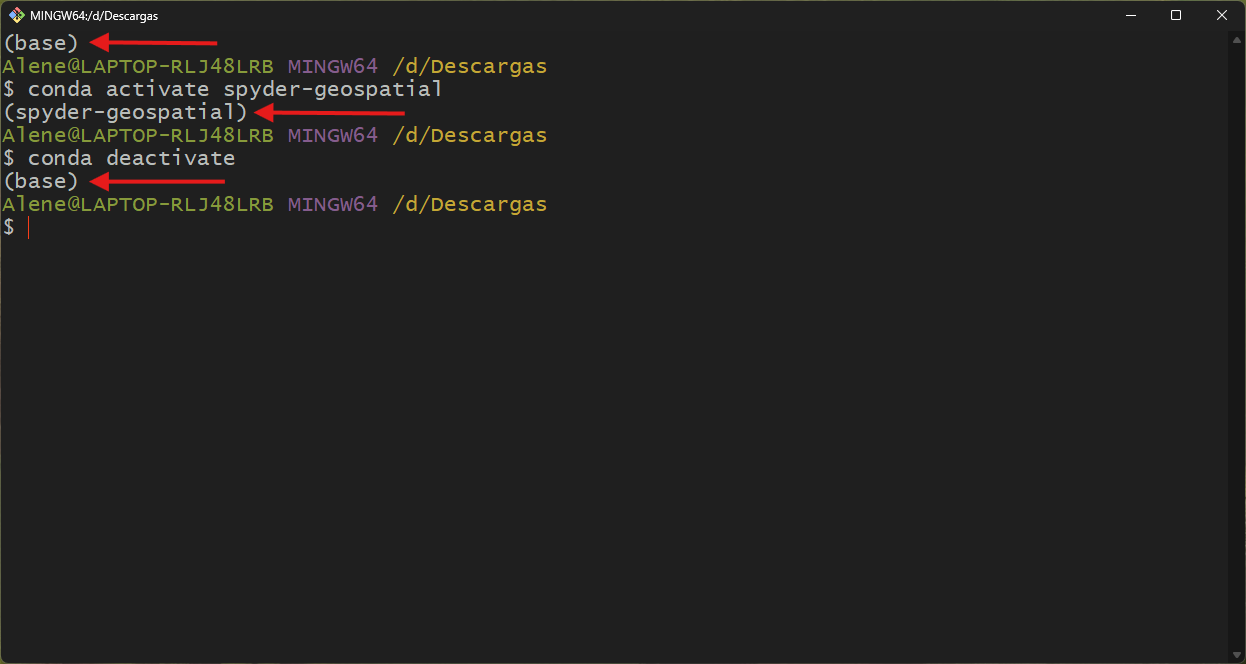 MINGW64:/d/Descargas
(base)
Alene@LAPTOP-RLJ48LRB MINGW64 /d/Descargas
$ conda activate spyder-geospatial
(spyder-geospatial)
Alene@LAPTOP-RLJ48LRB MINGW64 /d/Descargas
$ conda deactivate
(base)
Alene@LAPTOP-RLJ48LRB MINGW64 /d/Descargas
$